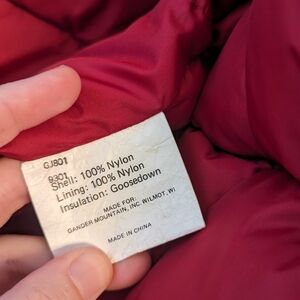 GJ801
9301
Shell: 100% Nylon
Lining: 100% Nylon
Insulation: Goosedown
MADE FOR:
GANDER MOUNTAIN, INC WILMOT, WI
MADE IN CHINA